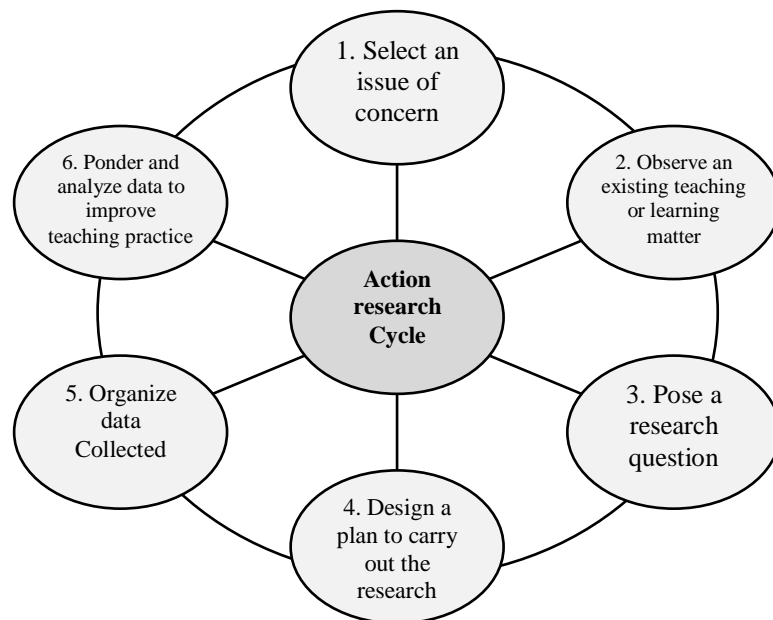 1. Select an
issue of
concern
2. Observe an
existing teaching
or learning
matter
3. Pose a
research
question
4. Design a
plan to carry
out the
research
5. Organize
data
Collected
6. Ponder and
analyze data to
improve
teaching practice
Action
research
Cycle